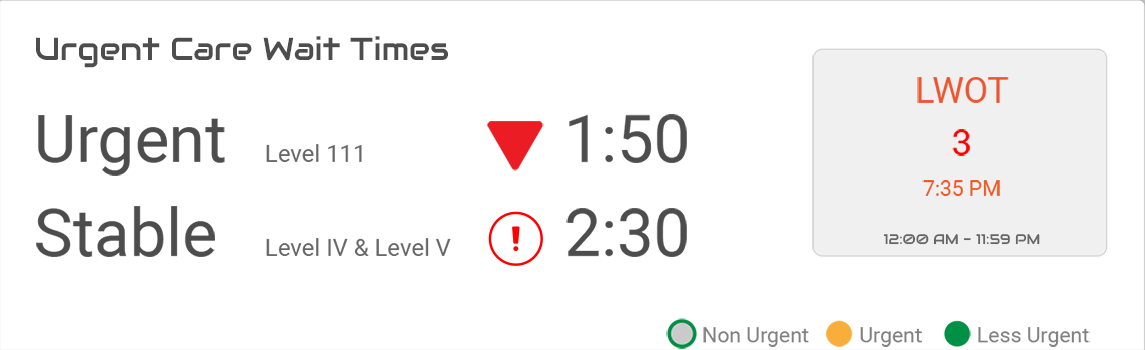 Urgent Care Wait Times
Urgent Level 111 1:50
Stable Level IV & Level V ! 2:30
LWOT
3
7:35 PM
12:00 AM - 11:59 PM
Non Urgent Urgent Less Urgent